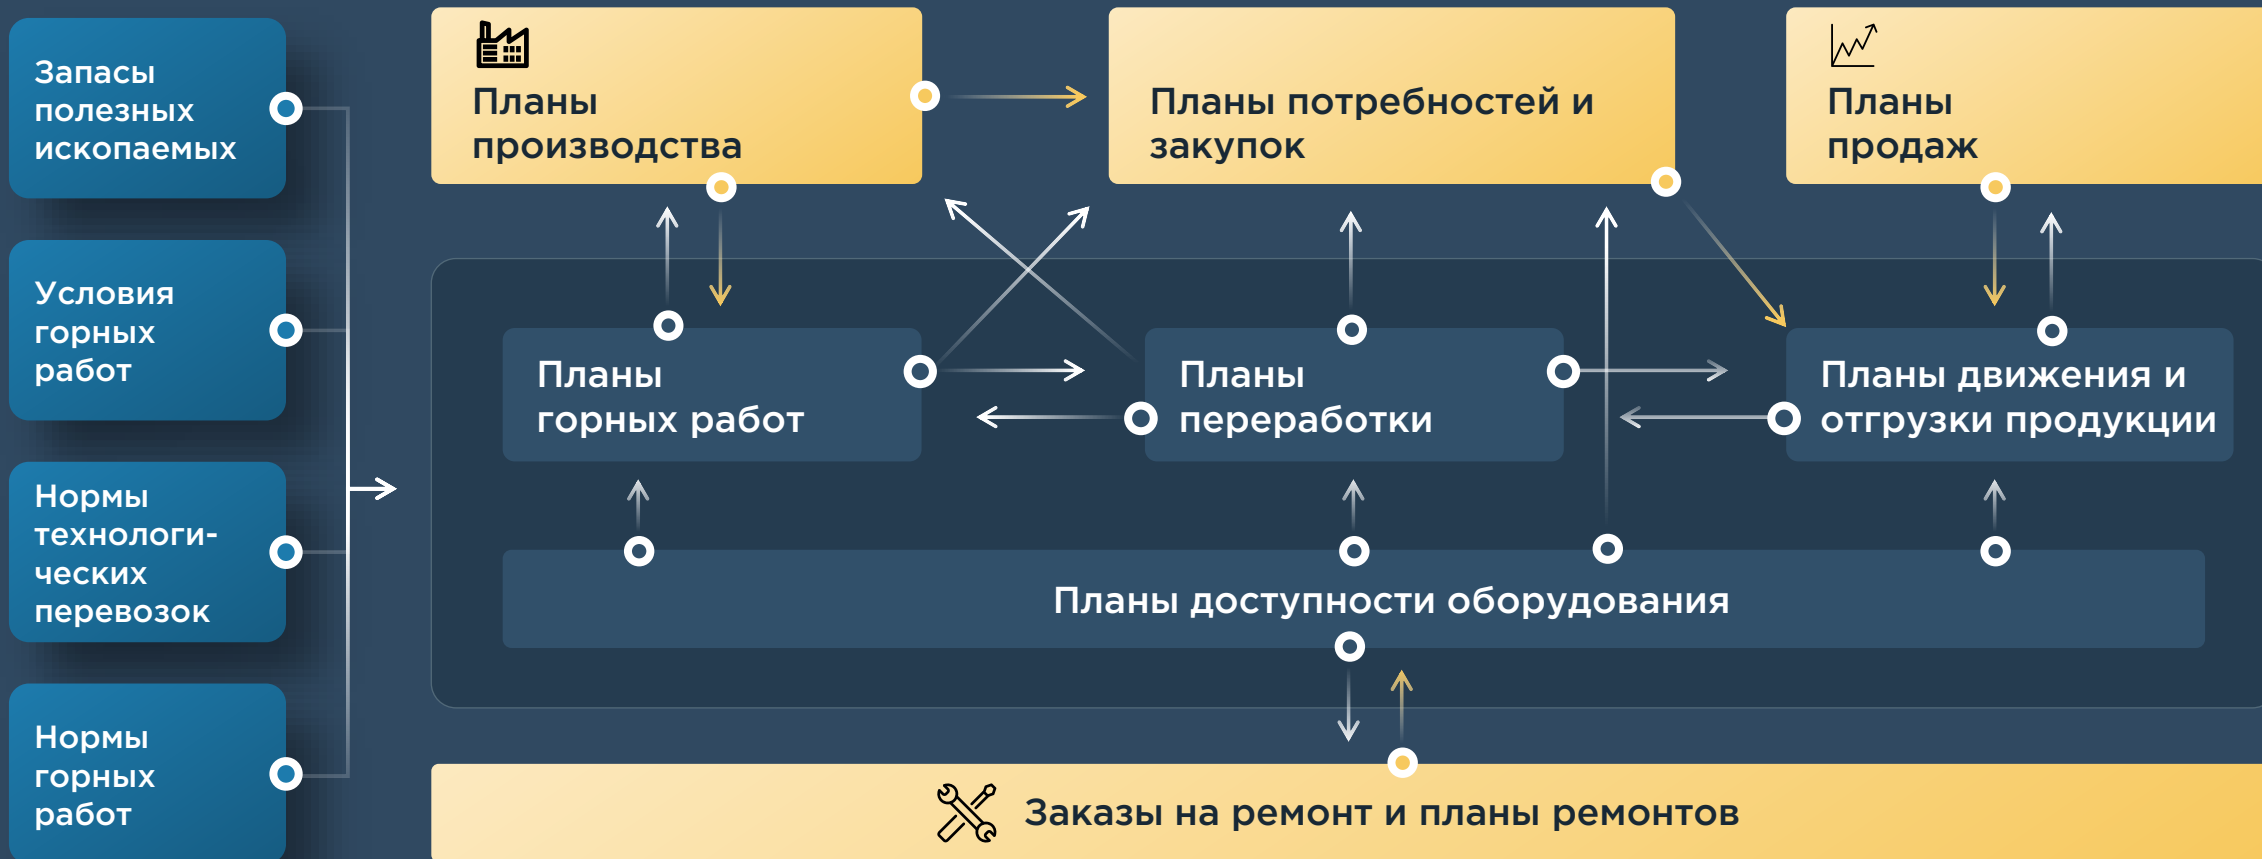 Запасы
полезных
ископаемых
Условия
горных
работ
Нормы
технологи-
ческих
перевозок
Нормы
горных
работ
Планы
производства
Планы потребностей и
закупок
Планы
продаж
Планы
горных работ
Планы
переработки
Планы движения и
отгрузки продукции
Планы доступности оборудования
Заказы на ремонт и планы ремонтов